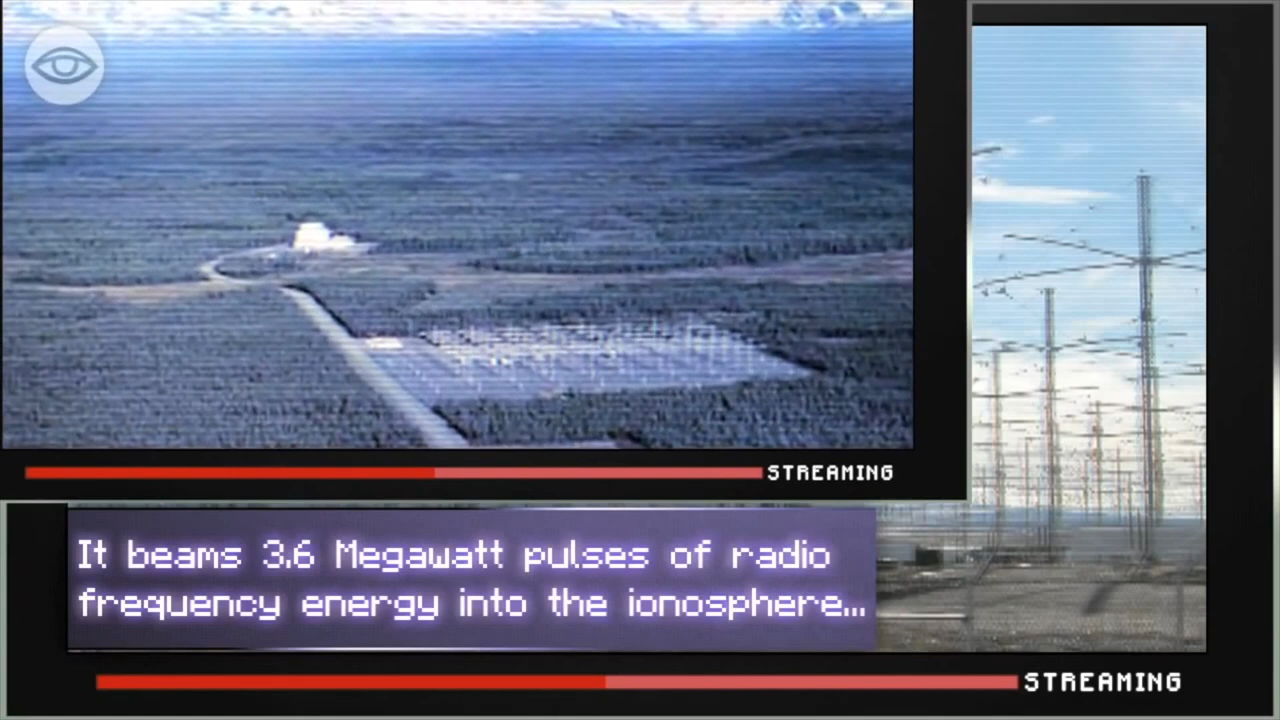 STREAMING
It beams 3.6 Megawatt pulses of radio
frequency energy into the ionosphere...
STREAMING